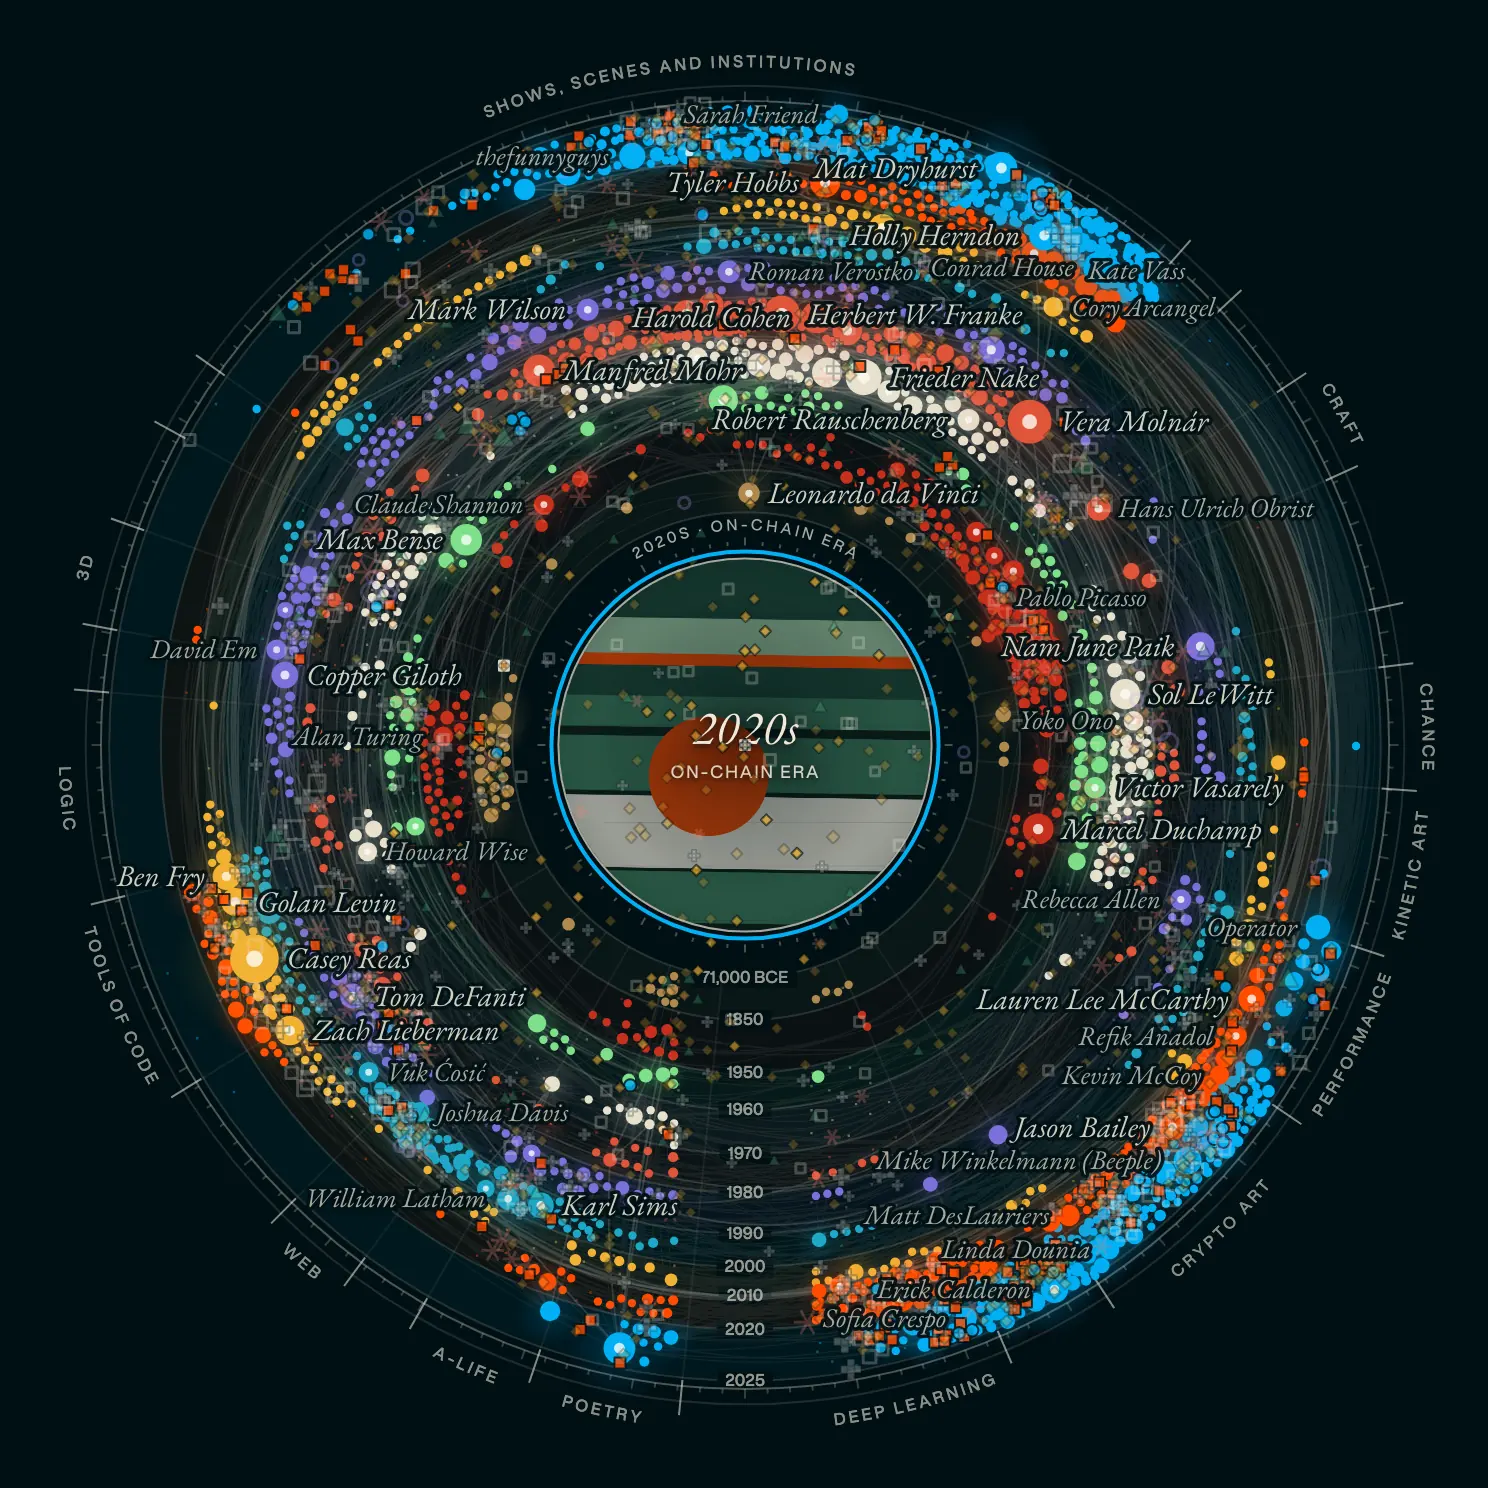 SHOWS, SCENES AND INSTITUTIONS
Sarah Friend
thefunnyguys
Mat Dryhurst
Tyler Hobbs
Holly Herndon
Roman Verostko
Conrad House
Kate Vass
Mark Wilson
Harold Cohen
Herbert W. Franke
Cory Arcangel
Manfred Mohr
Frieder Nake
CRAFT
Robert Rauschenberg
Vera Molnár
Leonardo da Vinci
Claude Shannon
Hans Ulrich Obrist
Max Bense
2020S · ON-CHAIN ERA
3D
Pablo Picasso
David Em
Nam June Paik
Copper Giloth
Sol LeWitt
Yoko Ono
Alan Turing
2020s
ON-CHAIN ERA
CHANCE
LOGIC
Victor Vasarely
Marcel Duchamp
Howard Wise
KINETIC ART
Ben Fry
Golan Levin
Rebecca Allen
Operator
Casey Reas
TOOLS OF CODE
71,000 BCE
Tom DeFanti
Lauren Lee McCarthy
1850
Zach Lieberman
Refik Anadol
PERFORMANCE
Vuk Ćosić
1950
Kevin McCoy
Joshua Davis
1960
Jason Bailey
1970
Mike Winkelmann (Beeple)
1980
William Latham
Karl Sims
Matt DesLauriers
CRYPTO ART
1990
WEB
2000
Linda Dounia
2010
Erick Calderon
2020
Sofia Crespo
A-LIFE
2025
POETRY
DEEP LEARNING